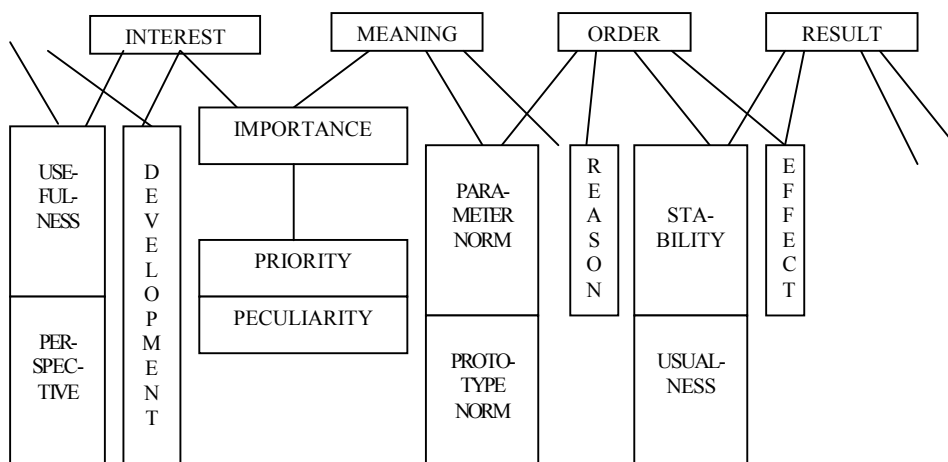 INTEREST
MEANING
ORDER
RESULT
IMPORTANCE
USE-
FUL-
NESS
D
E
V
E
L
O
P
M
E
N
T
PARA-
METER
NORM
R
E
A
S
O
N
STA-
BILITY
E
F
F
E
C
T
PRIORITY
PECULIARITY
PER-
SPEC-
TIVE
PROTO-
TYPE
NORM
USUAL-
NESS